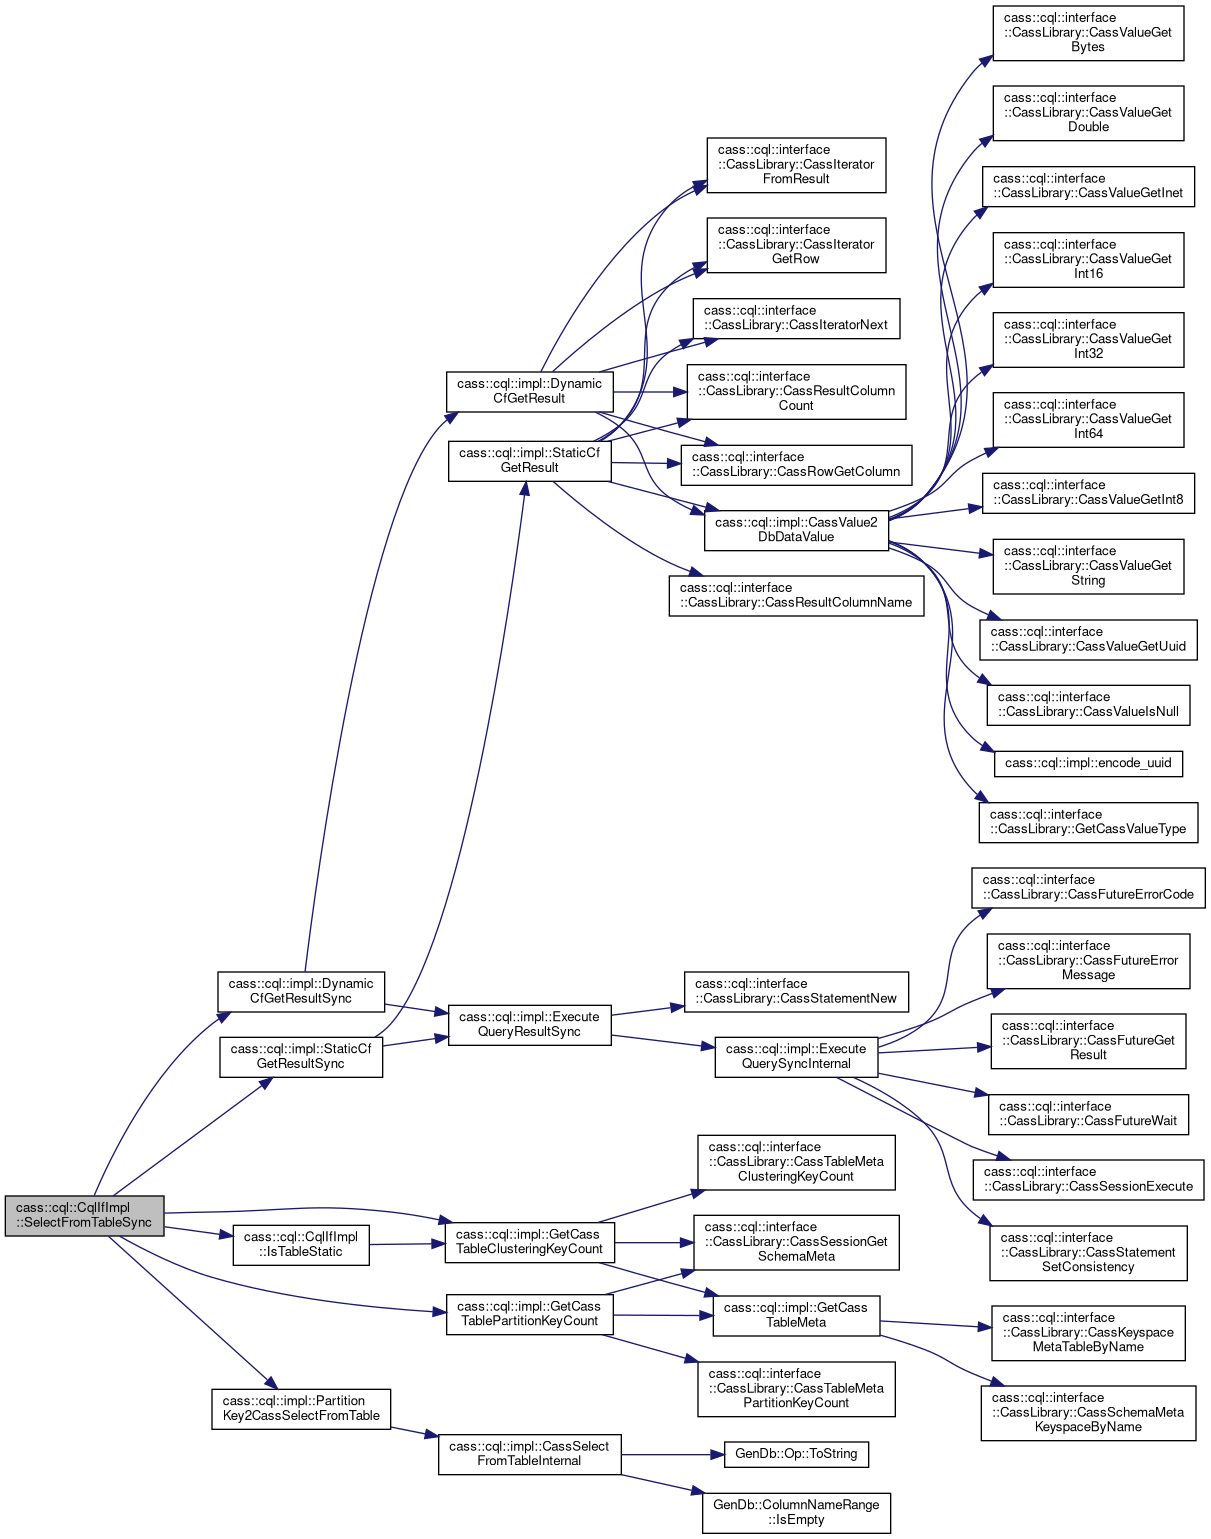 cass::cql::CqlIfImpl
::SelectFromTableSync
cass::cql::impl::Dynamic
CfGetResultSync
cass::cql::impl::StaticCf
GetResultSync
cass::cql::CqlIfImpl
::IsTableStatic
cass::cql::impl::Partition
Key2CassSelectFromTable
cass::cql::impl::Dynamic
CfGetResult
cass::cql::impl::StaticCf
GetResult
cass::cql::impl::Execute
QueryResultSync
cass::cql::impl::GetCass
TableClusteringKeyCount
cass::cql::impl::GetCass
TablePartitionKeyCount
cass::cql::impl::CassSelect
FromTableInternal
cass::cql::interface
::CassLibrary::CassIterator
FromResult
cass::cql::interface
::CassLibrary::CassIterator
GetRow
cass::cql::interface
::CassLibrary::CassIteratorNext
cass::cql::interface
::CassLibrary::CassResultColumn
Count
cass::cql::interface
::CassLibrary::CassRowGetColumn
cass::cql::impl::CassValue2
DbDataValue
cass::cql::interface
::CassLibrary::CassResultColumnName
cass::cql::interface
::CassLibrary::CassStatementNew
cass::cql::impl::Execute
QuerySyncInternal
cass::cql::interface
::CassLibrary::CassTableMeta
ClusteringKeyCount
cass::cql::interface
::CassLibrary::CassSessionGet
SchemaMeta
cass::cql::impl::GetCass
TableMeta
cass::cql::interface
::CassLibrary::CassTableMeta
PartitionKeyCount
GenDb::Op::ToString
GenDb::ColumnNameRange
::IsEmpty
cass::cql::interface
::CassLibrary::CassValueGet
Bytes
cass::cql::interface
::CassLibrary::CassValueGet
Double
cass::cql::interface
::CassLibrary::CassValueGetInet
cass::cql::interface
::CassLibrary::CassValueGet
Int16
cass::cql::interface
::CassLibrary::CassValueGet
Int32
cass::cql::interface
::CassLibrary::CassValueGet
Int64
cass::cql::interface
::CassLibrary::CassValueGetInt8
cass::cql::interface
::CassLibrary::CassValueGet
String
cass::cql::interface
::CassLibrary::CassValueGetUuid
cass::cql::interface
::CassLibrary::CassValueIsNull
cass::cql::impl::encode_uuid
cass::cql::interface
::CassLibrary::GetCassValueType
cass::cql::interface
::CassLibrary::CassFutureErrorCode
cass::cql::interface
::CassLibrary::CassFutureError
Message
cass::cql::interface
::CassLibrary::CassFutureGet
Result
cass::cql::interface
::CassLibrary::CassFutureWait
cass::cql::interface
::CassLibrary::CassSessionExecute
cass::cql::interface
::CassLibrary::CassStatement
SetConsistency
cass::cql::interface
::CassLibrary::CassKeyspace
MetaTableByName
cass::cql::interface
::CassLibrary::CassSchemaMeta
KeyspaceByName